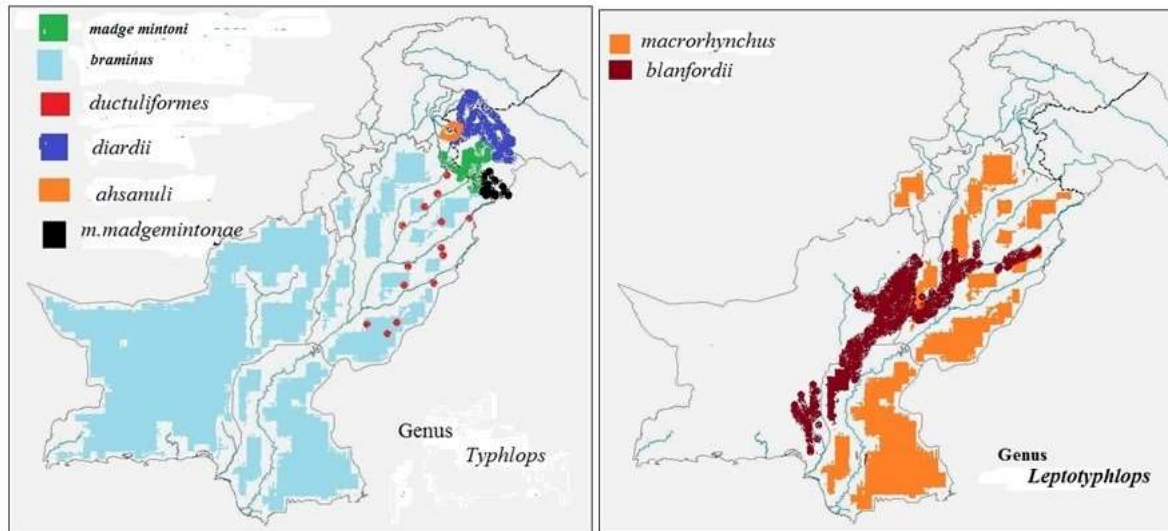 madge mintoni
braminus
ductuliformes
diardii
ahsanuli
m.madgemintonae
Genus
Typhlops
macrorhynchus
blanfordii
Genus
Leptotyphlops